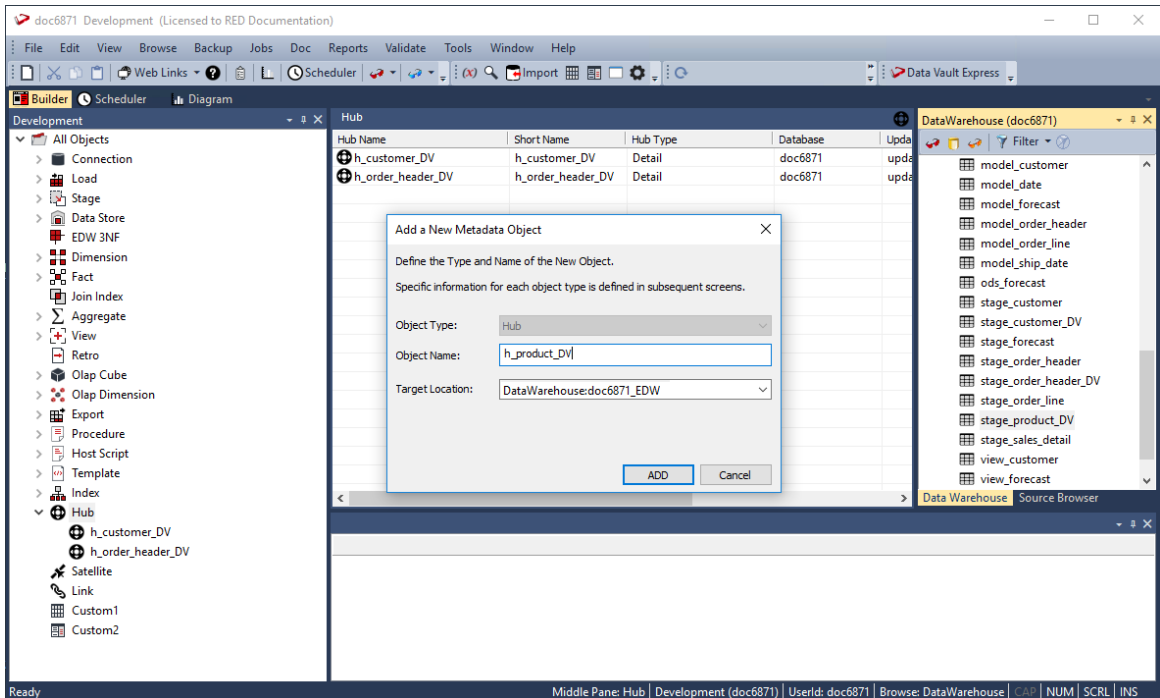 doc6871 Development (Licensed to RED Documentation)
File Edit View Browse Backup Jobs Doc Reports Validate Tools Window Help
Web Links Scheduler (x) Import Data Vault Express
Builder Scheduler Diagram
Development
All Objects
Connection
Load
Stage
Data Store
EDW 3NF
Dimension
Fact
Join Index
Aggregate
View
Retro
Olap Cube
Olap Dimension
Export
Procedure
Host Script
Template
Index
Hub
h_customer_DV
h_order_header_DV
Satellite
Link
Custom1
Custom2
Hub
Hub Name Short Name Hub Type Database Upda
h_customer_DV h_customer_DV Detail doc6871 upda
h_order_header_DV h_order_header_DV Detail doc6871 upda
Add a New Metadata Object
Define the Type and Name of the New Object.
Specific information for each object type is defined in subsequent screens.
Object Type: Hub
Object Name: h_product_DV
Target Location: DataWarehouse:doc6871_EDW
ADD Cancel
DataWarehouse (doc6871)
Filter
model_customer
model_date
model_forecast
model_order_header
model_order_line
model_ship_date
ods_forecast
stage_customer
stage_customer_DV
stage_forecast
stage_order_header
stage_order_header_DV
stage_order_line
stage_product_DV
stage_sales_detail
view_customer
view_forecast
Data Warehouse Source Browser
Ready Middle Pane: Hub Development (doc6871) UserId: doc6871 Browse: DataWarehouse CAP NUM SCRL INS